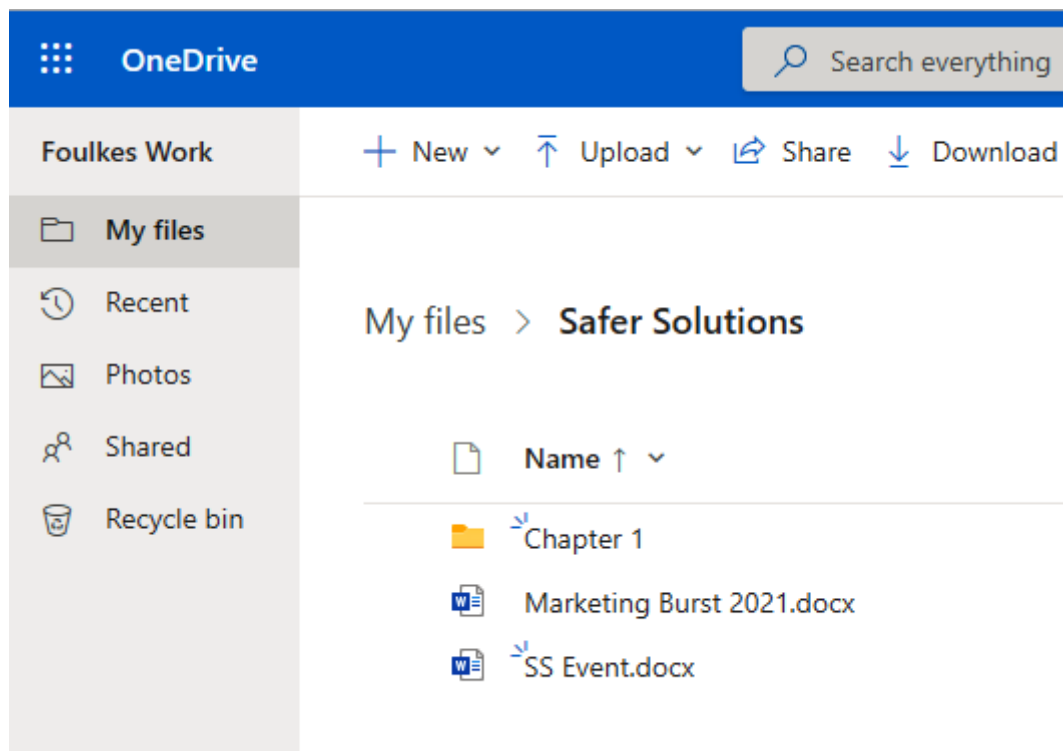 OneDrive
Search everything
Foulkes Work
New
Upload
Share
Download
My files
Recent
Photos
Shared
Recycle bin
My files > Safer Solutions
Name ↑
Chapter 1
Marketing Burst 2021.docx
SS Event.docx